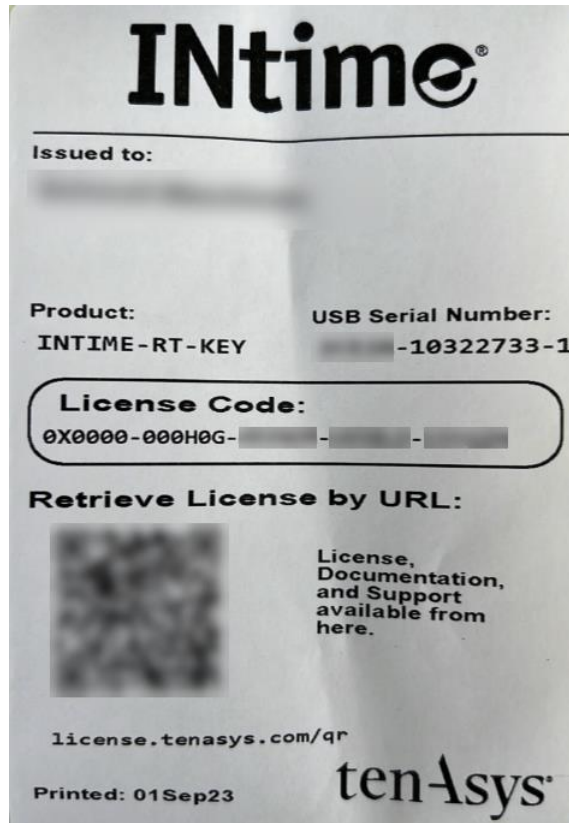 INtime®
Issued to:
Product:
USB Serial Number:
INTIME-RT-KEY
-10322733-1
License Code:
0X0000-000H0G- - -
Retrieve License by URL:
License,
Documentation,
and Support
available from
here.
license.tenasys.com/qr
Printed: 01Sep23
tenAsys®